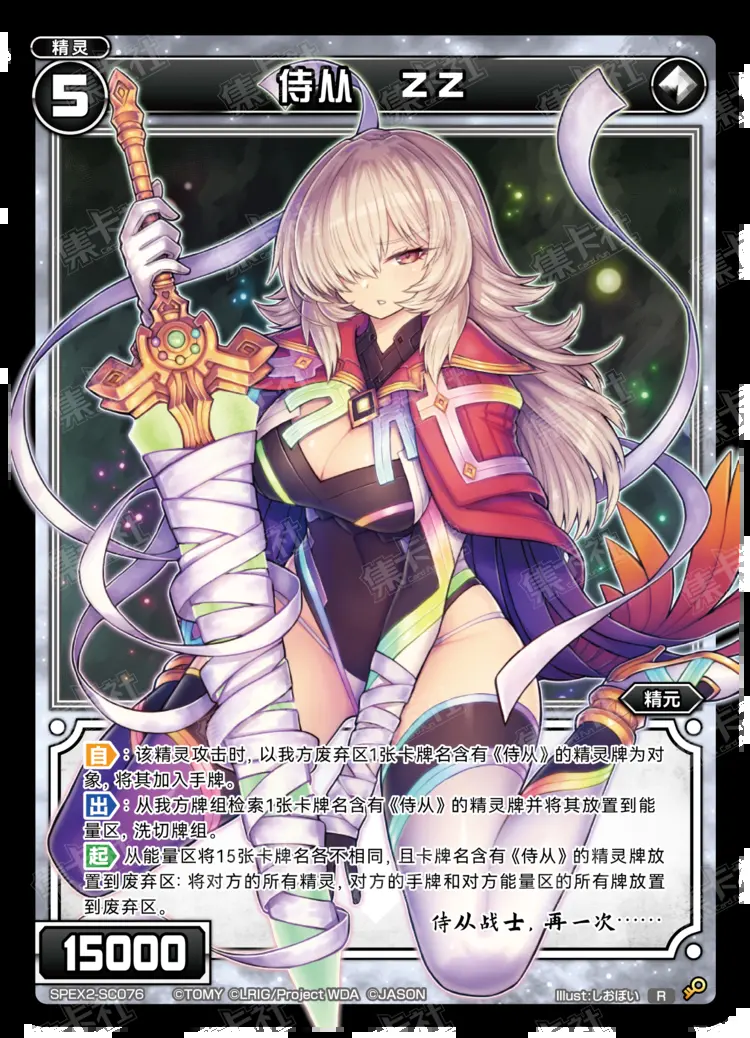 精灵
5
侍从 ZZ
精元
自：该精灵攻击时，以我方废弃区1张卡牌名含有《侍从》的精灵牌为对
象，将其加入手牌。
出：从我方牌组检索1张卡牌名含有《侍从》的精灵牌并将其放置到能
量区，洗切牌组。
起 从能量区将15张卡牌名各不相同，且卡牌名含有《侍从》的精灵牌放
置到废弃区：将对方的所有精灵，对方的手牌和对方能量区的所有牌放置
到废弃区。
侍从战士，再一次……
15000
SPEX2-SC076 ©TOMY ©LRIG/Project WDA ©JASON Illust:しおぼい R
集卡社